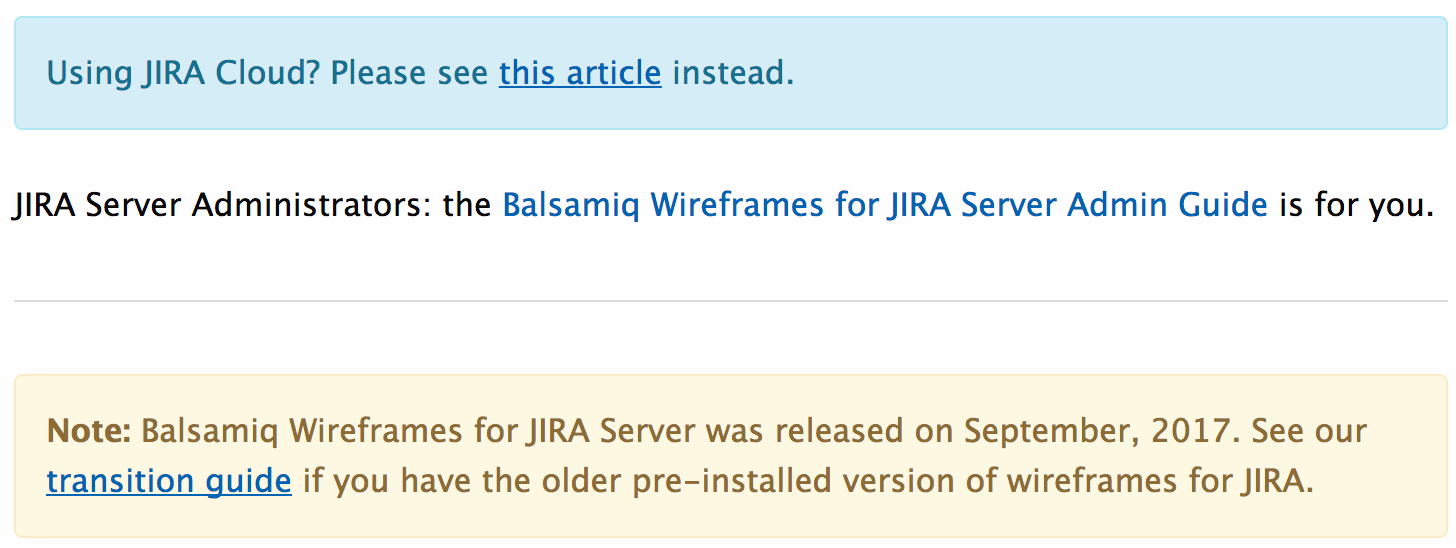 Using JIRA Cloud? Please see this article instead.
JIRA Server Administrators: the Balsamiq Wireframes for JIRA Server Admin Guide is for you.
Note: Balsamiq Wireframes for JIRA Server was released on September, 2017. See our
transition guide if you have the older pre-installed version of wireframes for JIRA.